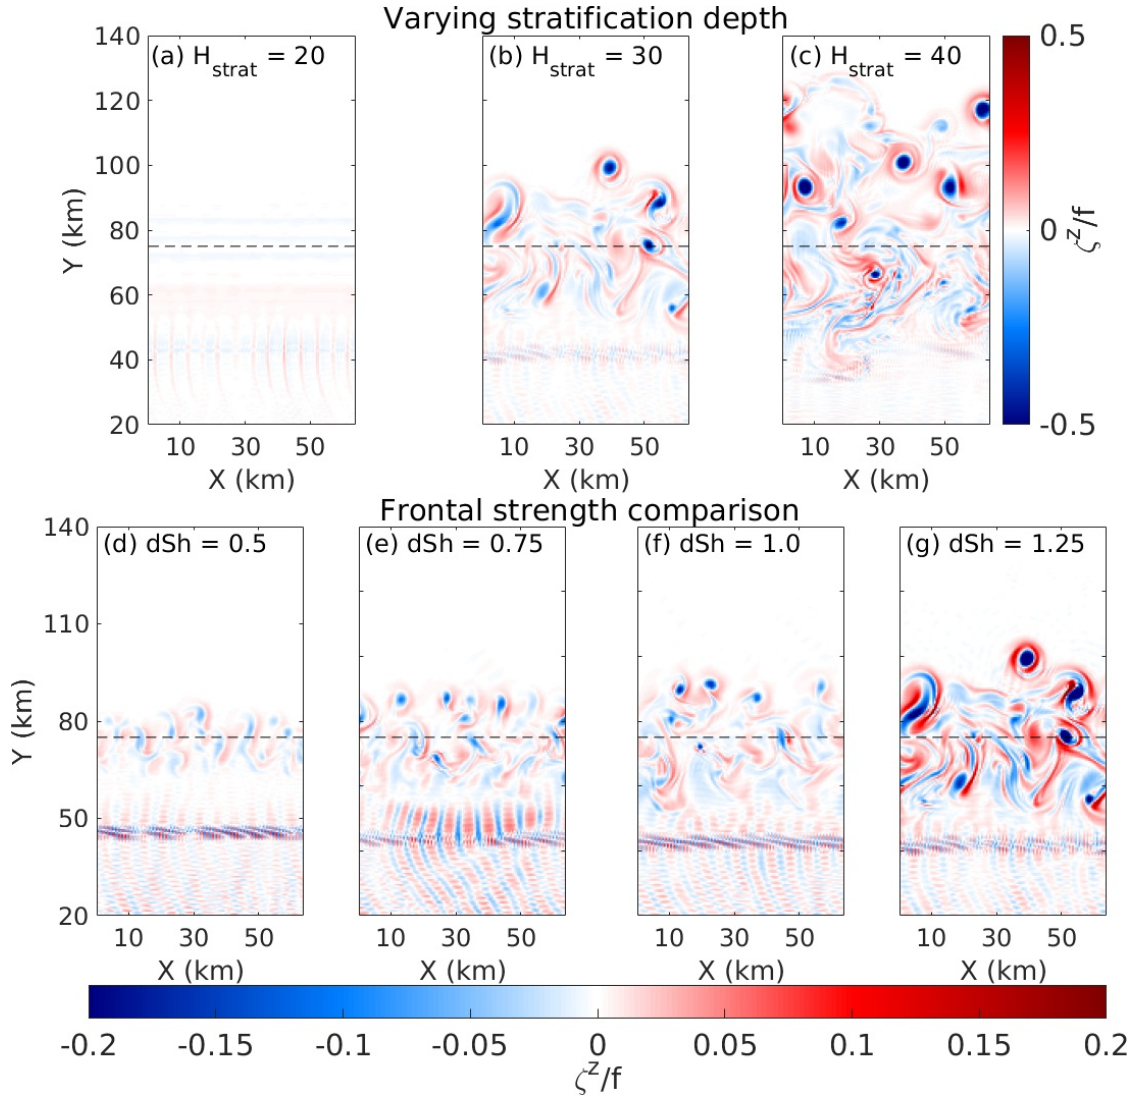 Varying stratification depth
(a) H_strat = 20
(b) H_strat = 30
(c) H_strat = 40
140
120
100
80
60
40
20
Y (km)
10 30 50
X (km)
10 30 50
X (km)
10 30 50
X (km)
0.5
0
-0.5
ζ^z/f
Frontal strength comparison
(d) dSh = 0.5
(e) dSh = 0.75
(f) dSh = 1.0
(g) dSh = 1.25
140
110
80
50
20
Y (km)
10 30 50
X (km)
10 30 50
X (km)
10 30 50
X (km)
10 30 50
X (km)
-0.2 -0.15 -0.1 -0.05 0 0.05 0.1 0.15 0.2
ζ^z/f